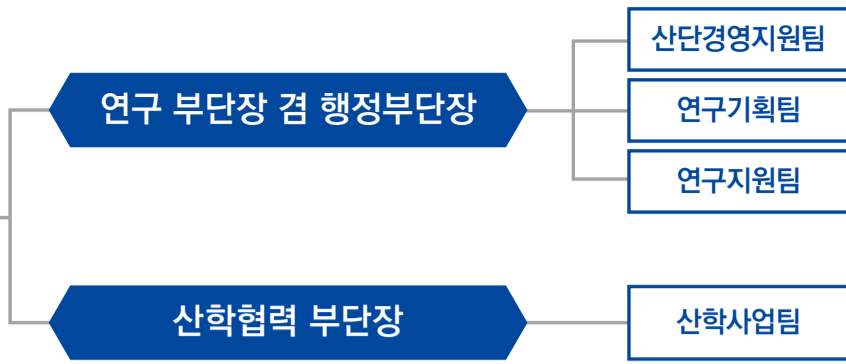 산단경영지원팀
연구 부단장 겸 행정부단장
연구기획팀
연구지원팀
산학협력 부단장
산학사업팀